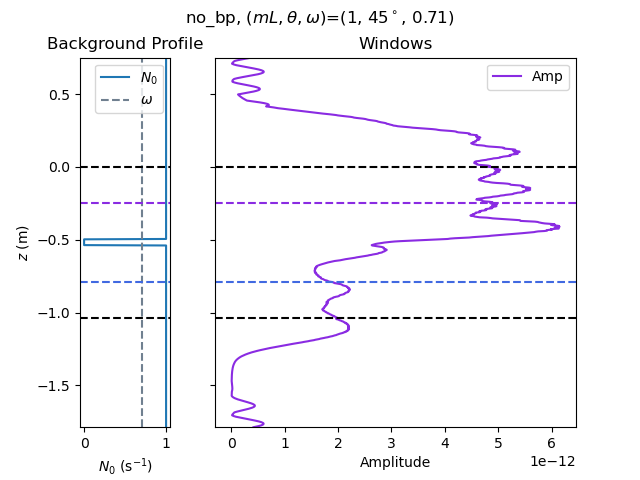 no_bp, (mL, θ, ω)=(1, 45°, 0.71)
Background Profile
Windows
N₀
ω
Amp
0.5
0.0
−0.5
−1.0
−1.5
z (m)
0
1
0
1
2
3
4
5
6
1e−12
N₀ (s⁻¹)
Amplitude